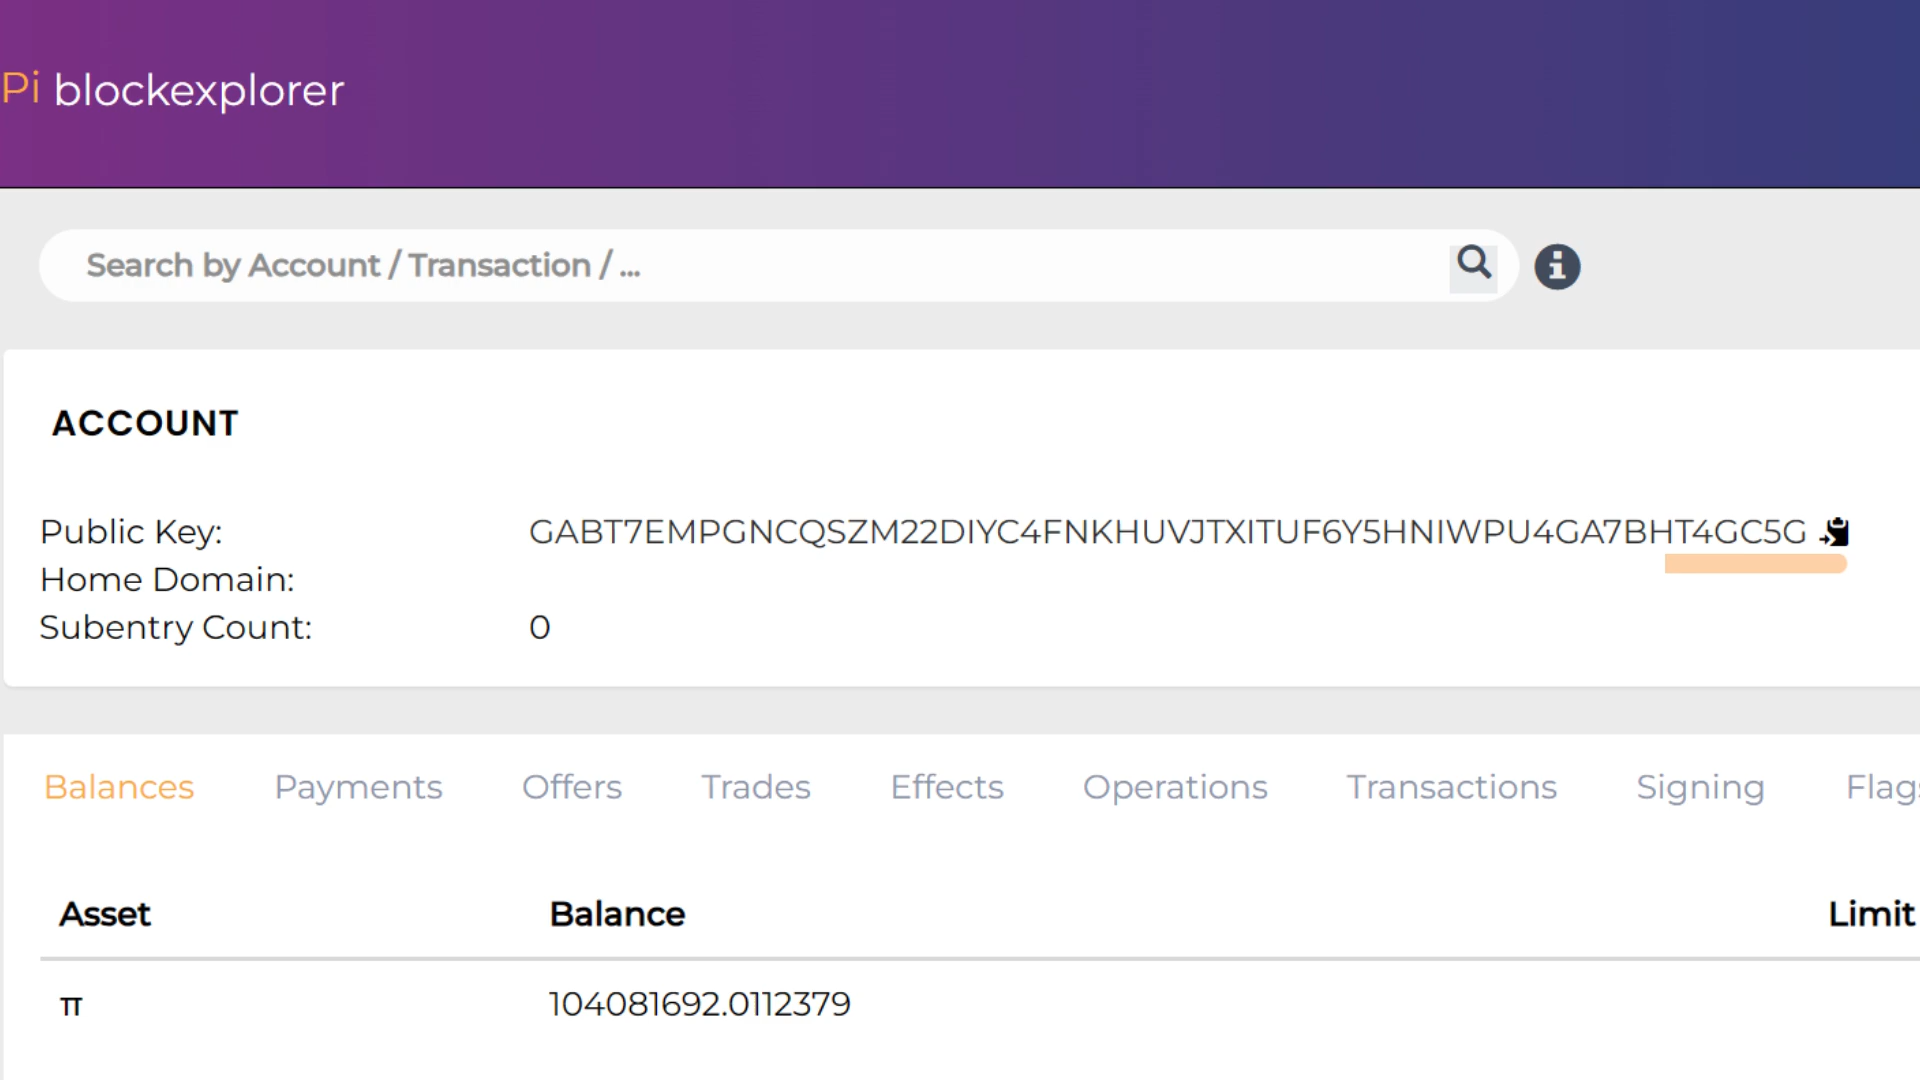 Pi blockexplorer
Search by Account / Transaction / ...
ACCOUNT
Public Key: GABT7EMPGNCQSZM22DIYC4FNKHUVJTXITUF6Y5HNIWPU4GA7BHT4GC5G
Home Domain:
Subentry Count: 0
Balances Payments Offers Trades Effects Operations Transactions Signing Flags
Asset Balance Limit
π 104081692.0112379